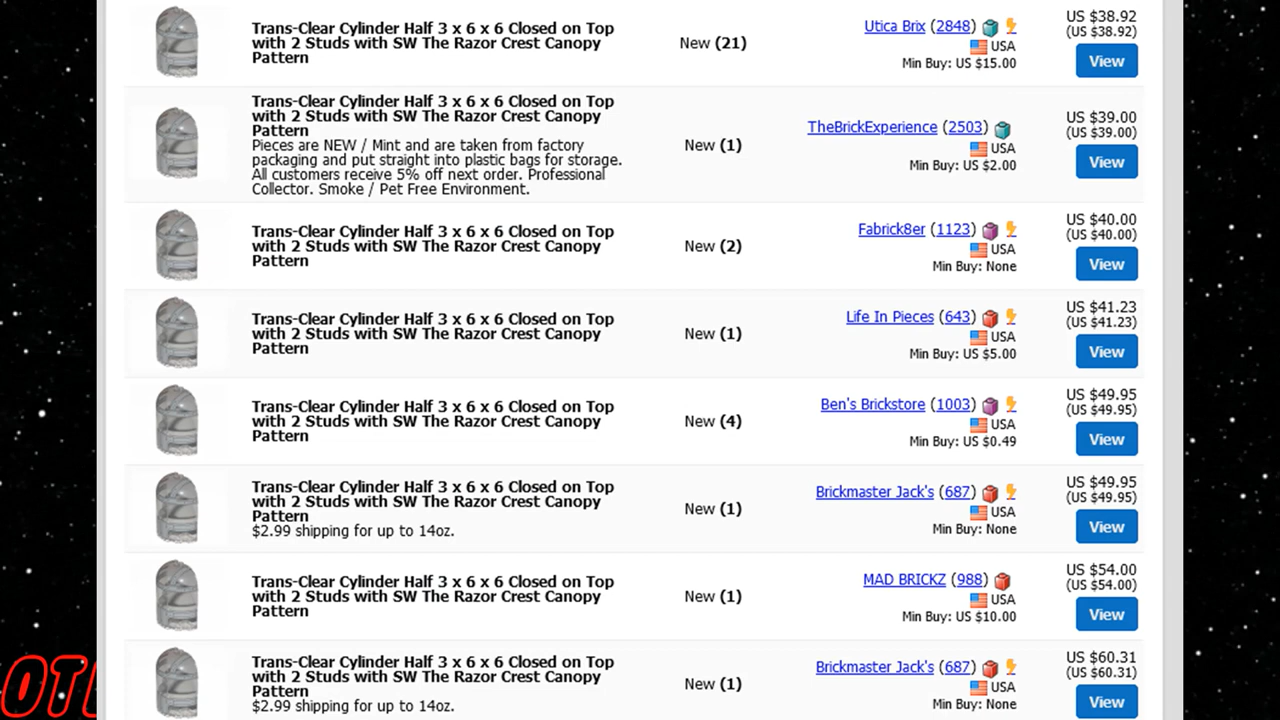 Trans-Clear Cylinder Half 3 x 6 x 6 Closed on Top
with 2 Studs with SW The Razor Crest Canopy
Pattern
New (21)
Utica Brix (2848)
USA
Min Buy: US $15.00
US $38.92
(US $38.92)
View
Trans-Clear Cylinder Half 3 x 6 x 6 Closed on Top
with 2 Studs with SW The Razor Crest Canopy
Pattern
Pieces are NEW / Mint and are taken from factory
packaging and put straight into plastic bags for storage.
All customers receive 5% off next order. Professional
Collector. Smoke / Pet Free Environment.
New (1)
TheBrickExperience (2503)
USA
Min Buy: US $2.00
US $39.00
(US $39.00)
View
Trans-Clear Cylinder Half 3 x 6 x 6 Closed on Top
with 2 Studs with SW The Razor Crest Canopy
Pattern
New (2)
Fabrick8er (1123)
USA
Min Buy: None
US $40.00
(US $40.00)
View
Trans-Clear Cylinder Half 3 x 6 x 6 Closed on Top
with 2 Studs with SW The Razor Crest Canopy
Pattern
New (1)
Life In Pieces (643)
USA
Min Buy: US $5.00
US $41.23
(US $41.23)
View
Trans-Clear Cylinder Half 3 x 6 x 6 Closed on Top
with 2 Studs with SW The Razor Crest Canopy
Pattern
New (4)
Ben's Brickstore (1003)
USA
Min Buy: US $0.49
US $49.95
(US $49.95)
View
Trans-Clear Cylinder Half 3 x 6 x 6 Closed on Top
with 2 Studs with SW The Razor Crest Canopy
Pattern
$2.99 shipping for up to 14oz.
New (1)
Brickmaster Jack's (687)
USA
Min Buy: None
US $49.95
(US $49.95)
View
Trans-Clear Cylinder Half 3 x 6 x 6 Closed on Top
with 2 Studs with SW The Razor Crest Canopy
Pattern
New (1)
MAD BRICKZ (988)
USA
Min Buy: US $10.00
US $54.00
(US $54.00)
View
Trans-Clear Cylinder Half 3 x 6 x 6 Closed on Top
with 2 Studs with SW The Razor Crest Canopy
Pattern
$2.99 shipping for up to 14oz.
New (1)
Brickmaster Jack's (687)
USA
Min Buy: None
US $60.31
(US $60.31)
View